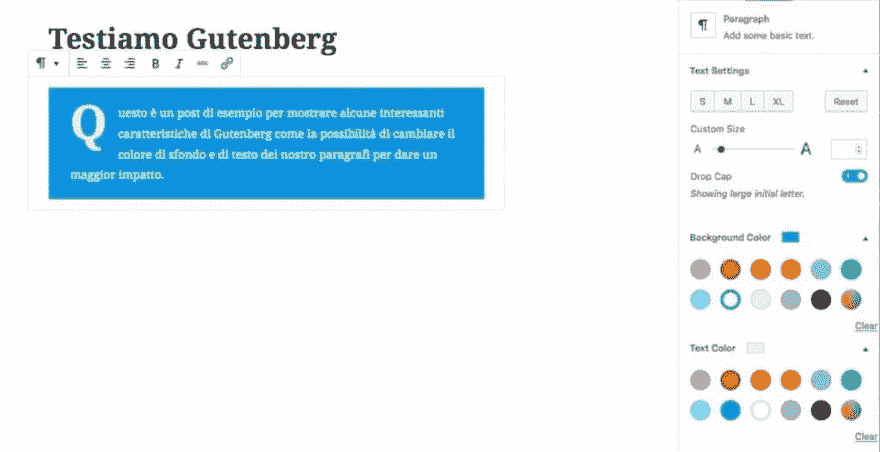 Testiamo Gutenberg
B I ABC
Questo è un post di esempio per mostrare alcune interessanti
caratteristiche di Gutenberg come la possibilità di cambiare il
colore di sfondo e di testo dei nostro paragrafi per dare un
maggior impatto.
Paragraph
Add some basic text.
Text Settings
S M L XL Reset
Custom Size
A A
Drop Cap
Showing large initial letter.
Background Color
Clear
Text Color
Clear